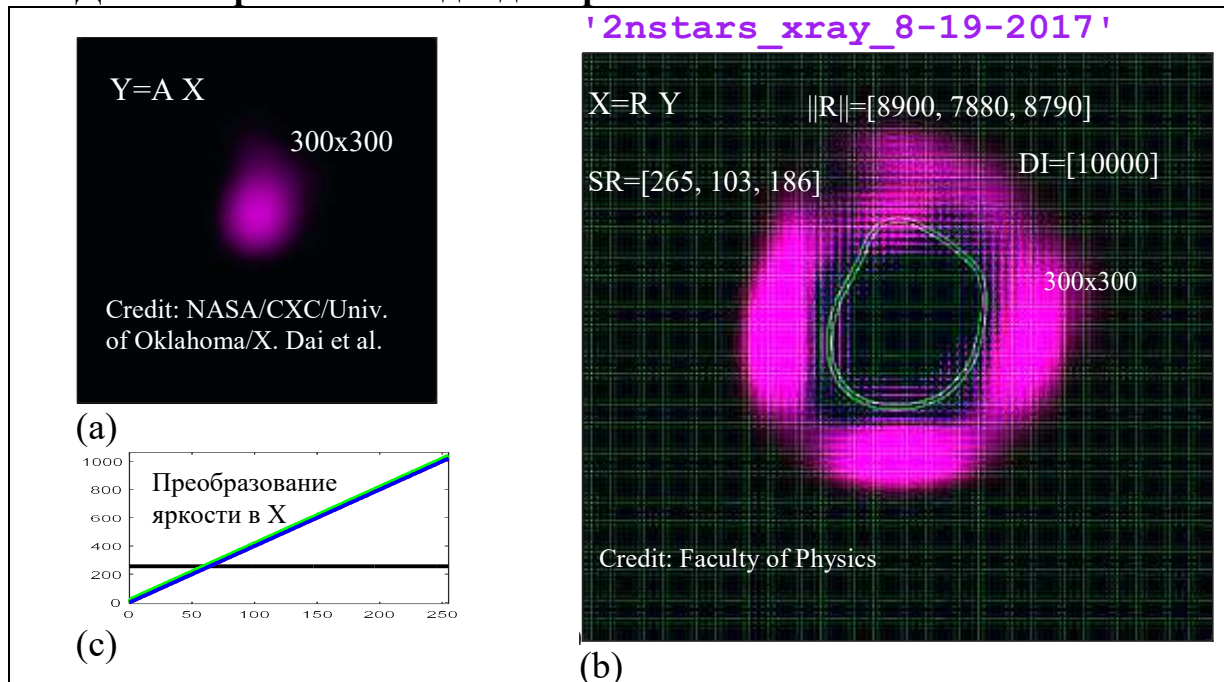 '2nstars_xray_8-19-2017'
Y=A X
300x300
Credit: NASA/CXC/Univ.
of Oklahoma/X. Dai et al.
(a)
X=R Y
||R||=[8900, 7880, 8790]
DI=[10000]
SR=[265, 103, 186]
300x300
Credit: Faculty of Physics
(b)
1000
800
600
400
200
0
Преобразование
яркости в X
0 50 100 150 200 250
(c)